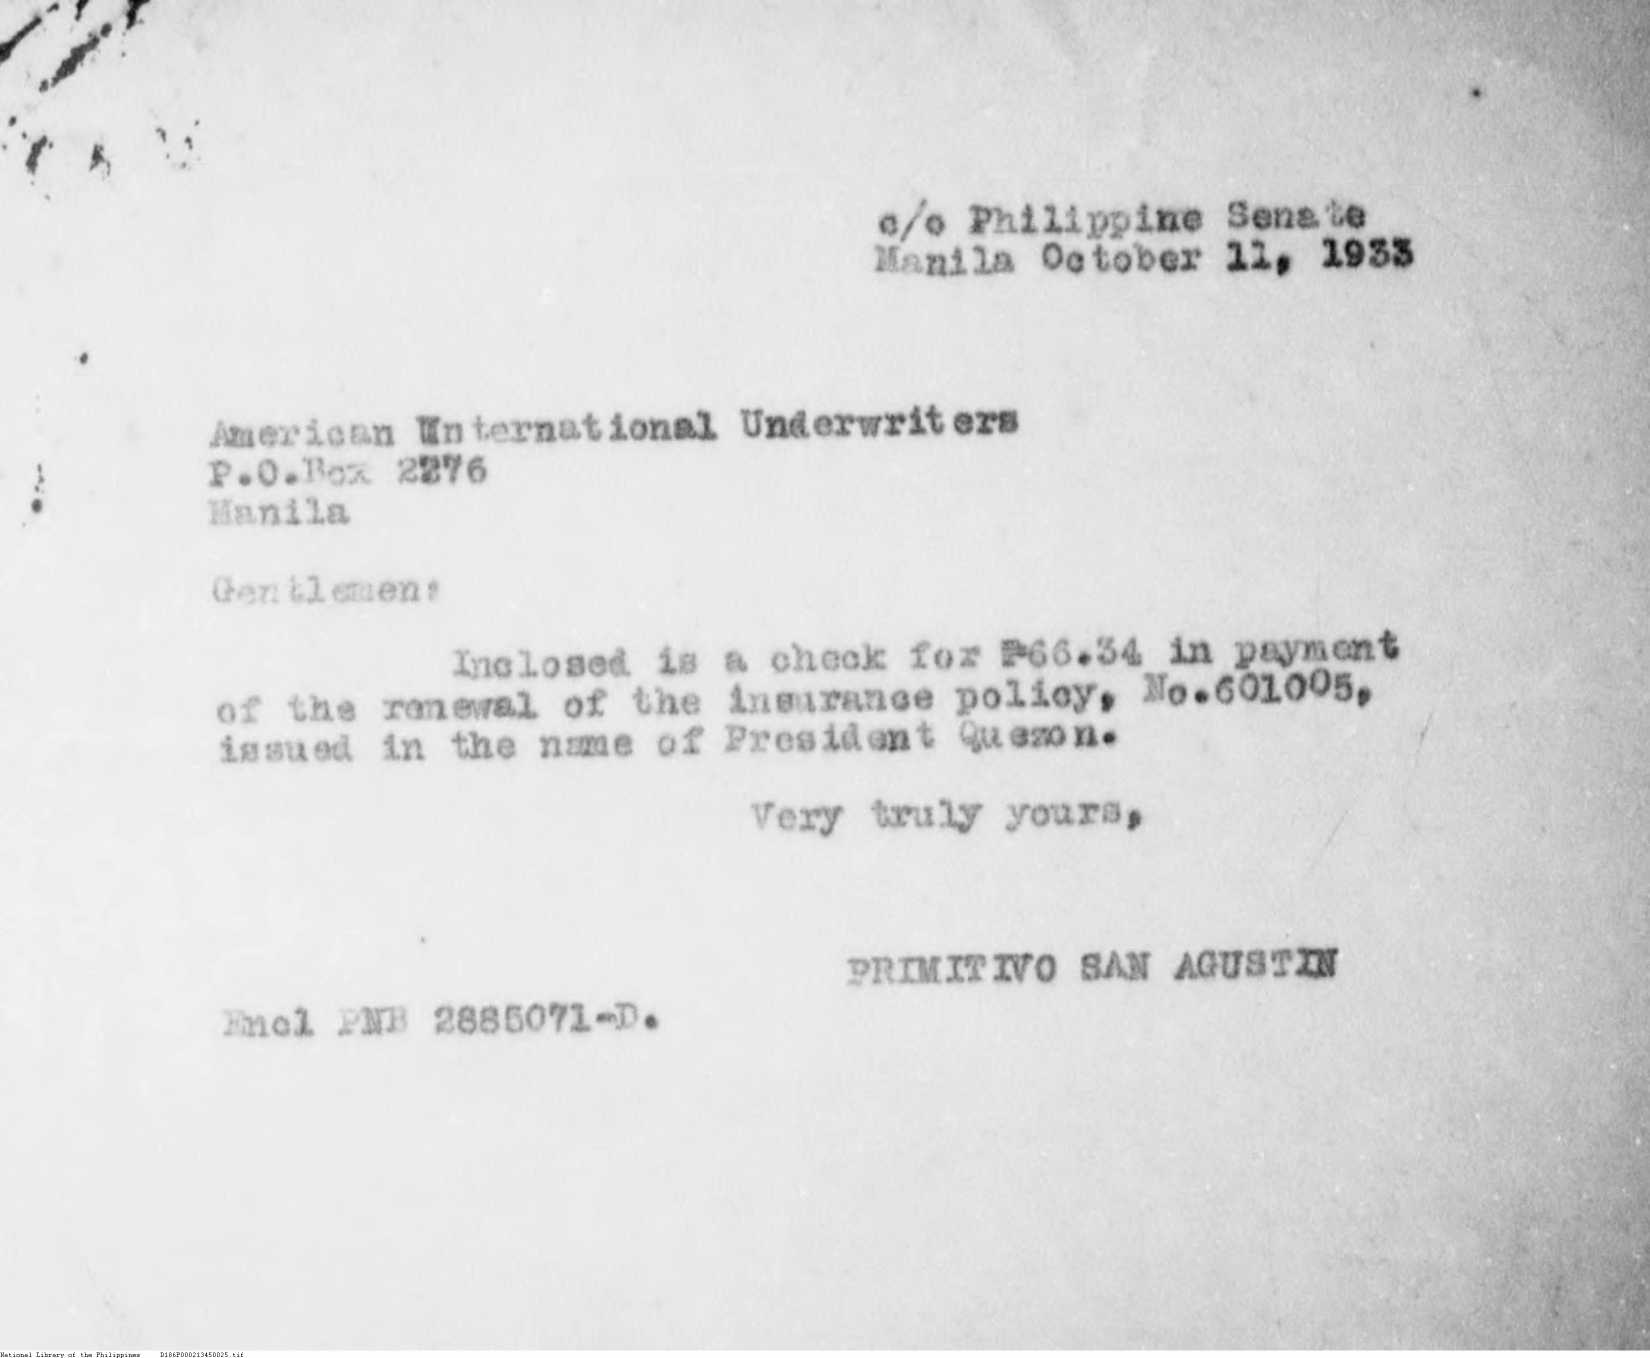 c/o Philippine Senate
Manila October 11, 1933
American International Underwriters
P.O.Box 2276
Manila
Gentlemen:
Inclosed is a check for ₱66.34 in payment
of the renewal of the insurance policy, No.601005,
issued in the name of President Quezon.
Very truly yours,
PRIMITIVO SAN AGUSTIN
Encl PNB 2885071-D.
National Library of the Philippines D186P000213450025.tif